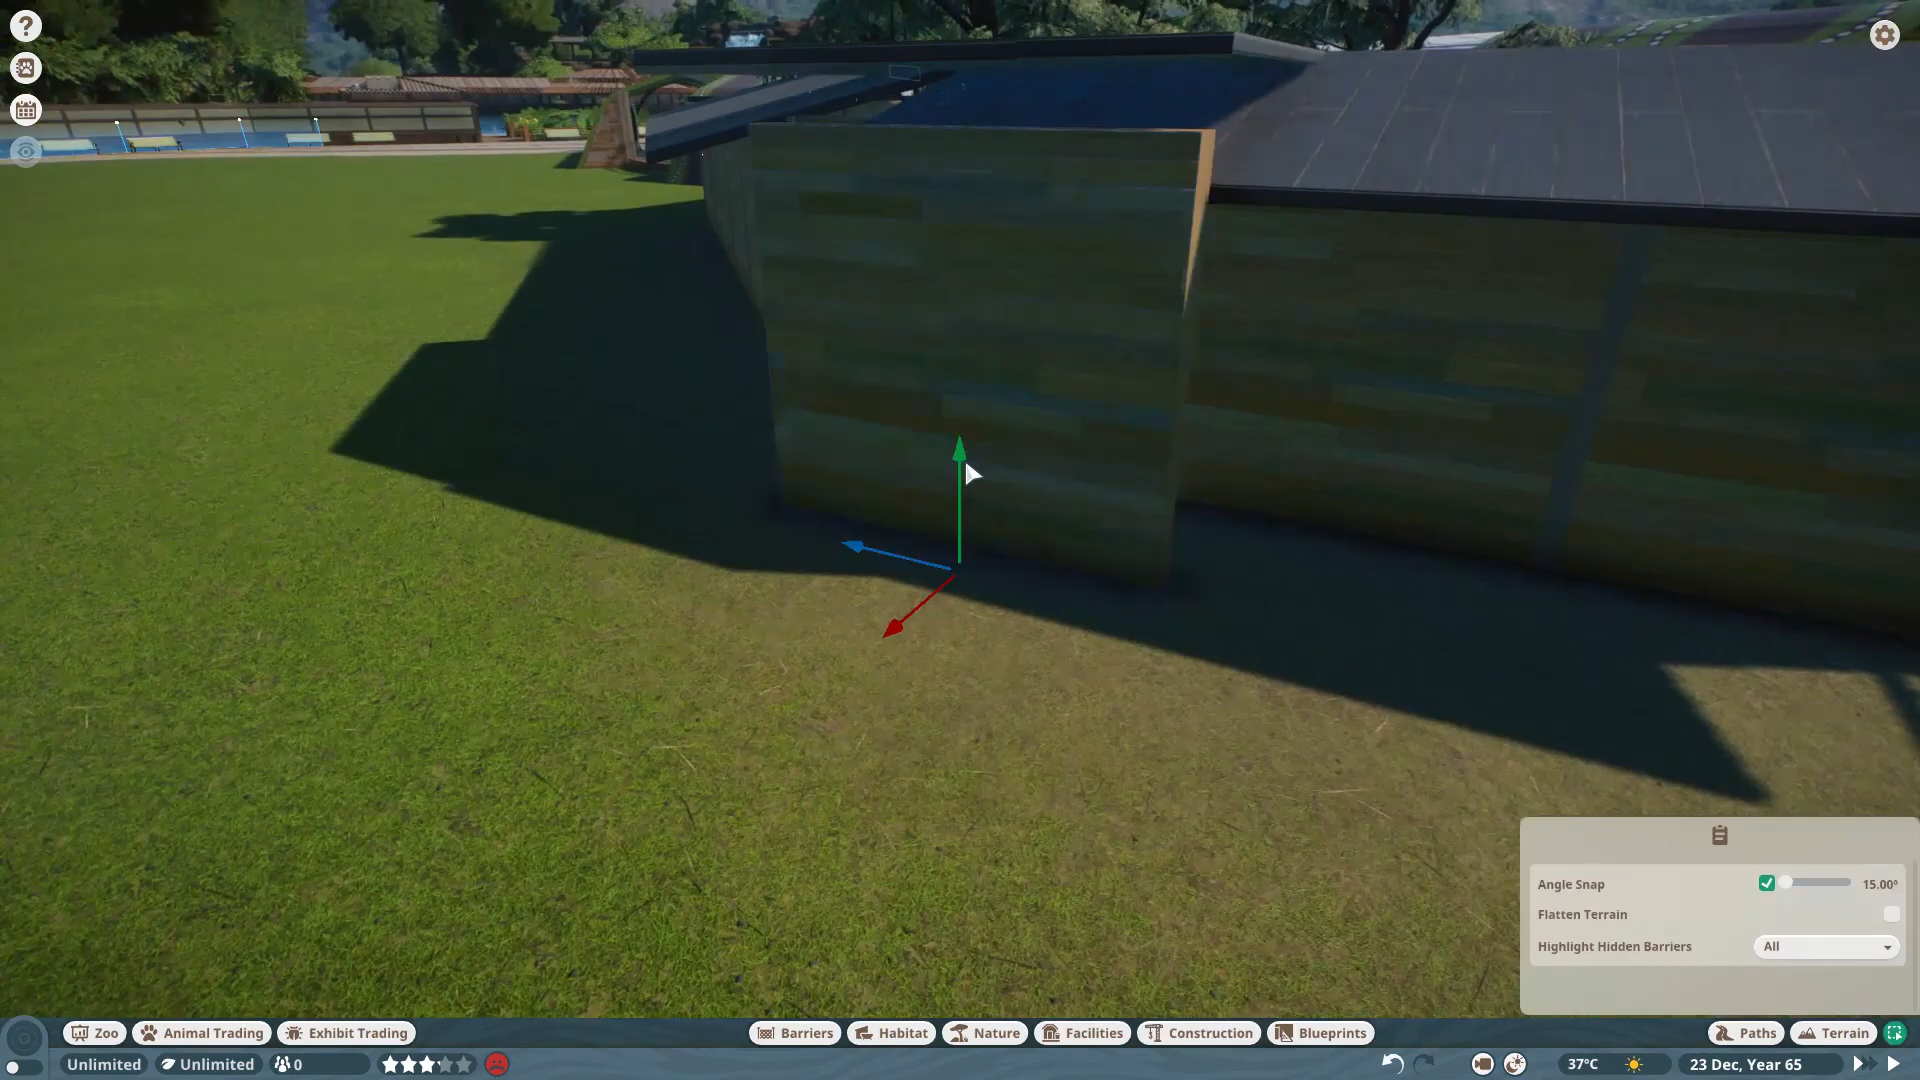 ?
Angle Snap 15.00°
Flatten Terrain
Highlight Hidden Barriers All
Zoo Animal Trading Exhibit Trading Barriers Habitat Nature Facilities Construction Blueprints Paths Terrain
Unlimited Unlimited 0 37°C 23 Dec, Year 65